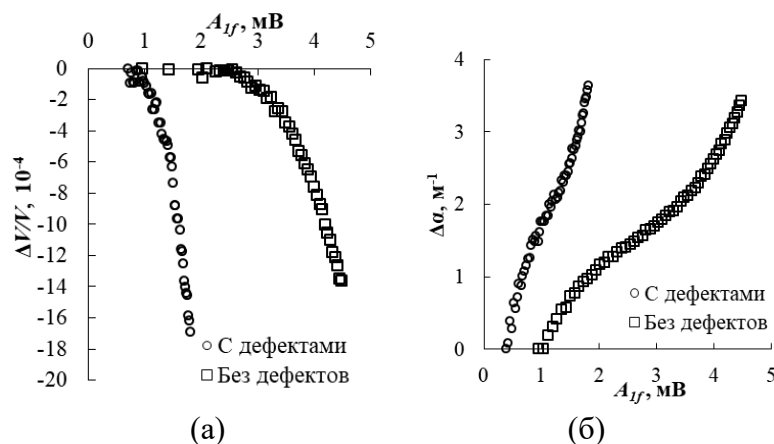 A1f, мВ
0 1 2 3 4 5
0
-2
-4
-6
-8
-10
-12
-14
-16
-18
-20
ΔV/V, 10-4
С дефектами
Без дефектов
(а)
4
3
2
1
0
Δα, м-1
С дефектами
Без дефектов
0 1 2 3 4 5
A1f, мВ
(б)